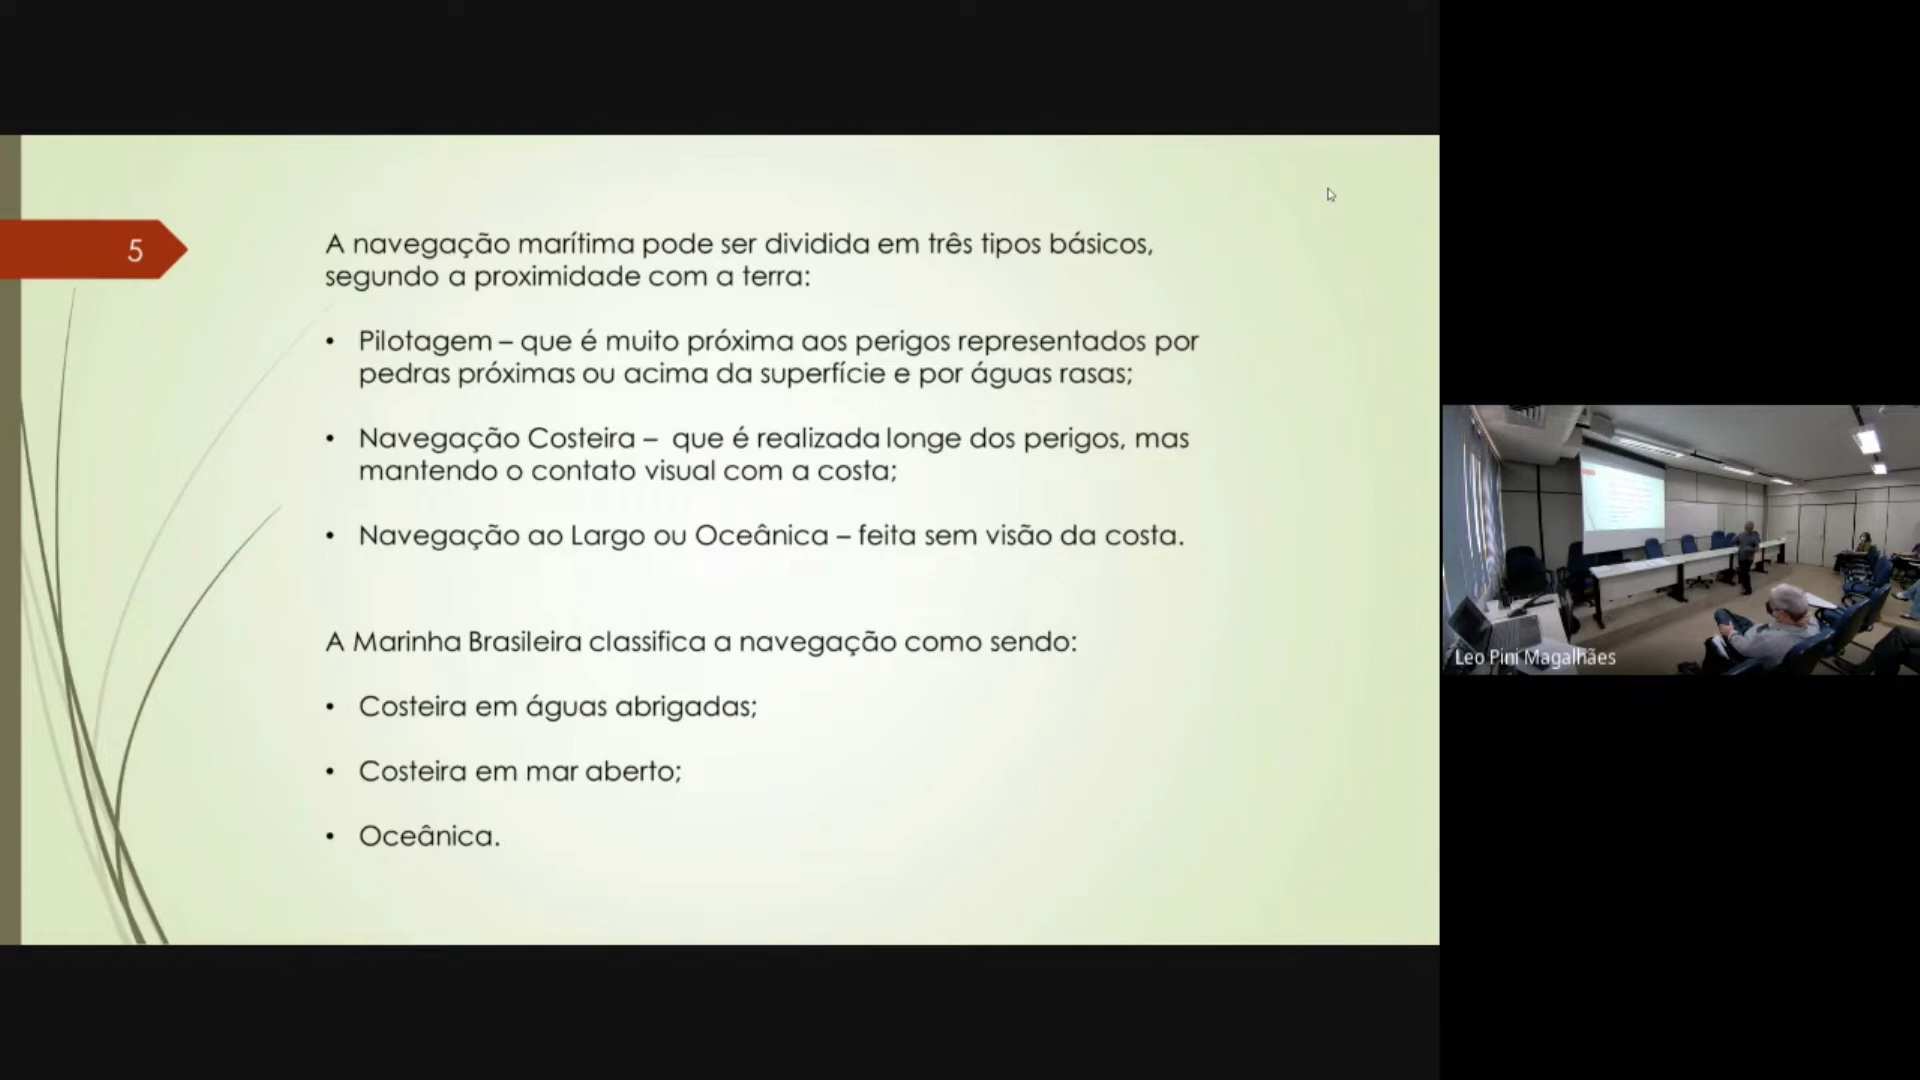 5
A navegação marítima pode ser dividida em três tipos básicos,
segundo a proximidade com a terra:
• Pilotagem – que é muito próxima aos perigos representados por
pedras próximas ou acima da superfície e por águas rasas;
• Navegação Costeira – que é realizada longe dos perigos, mas
mantendo o contato visual com a costa;
• Navegação ao Largo ou Oceânica – feita sem visão da costa.
A Marinha Brasileira classifica a navegação como sendo:
• Costeira em águas abrigadas;
• Costeira em mar aberto;
• Oceânica.
Leo Pini Magalhães